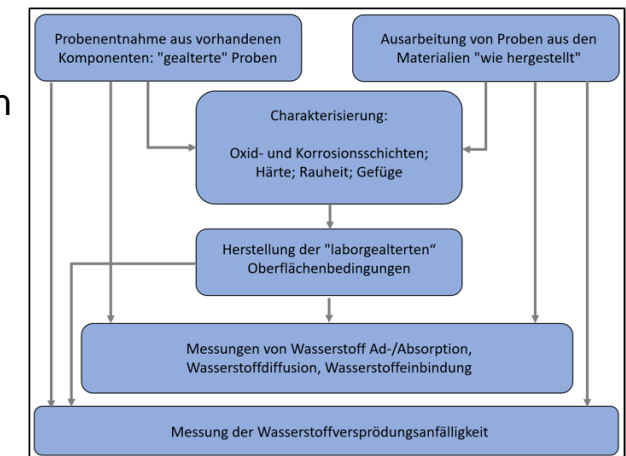 Probenentnahme aus vorhandenen
Komponenten: "gealterte" Proben
Ausarbeitung von Proben aus den
Materialien "wie hergestellt"
n
Charakterisierung:
Oxid- und Korrosionsschichten;
Härte; Rauheit; Gefüge
Herstellung der "laborgealterten“
Oberflächenbedingungen
Messungen von Wasserstoff Ad-/Absorption,
Wasserstoffdiffusion, Wasserstoffeinbindung
Messung der Wasserstoffversprödungsanfälligkeit